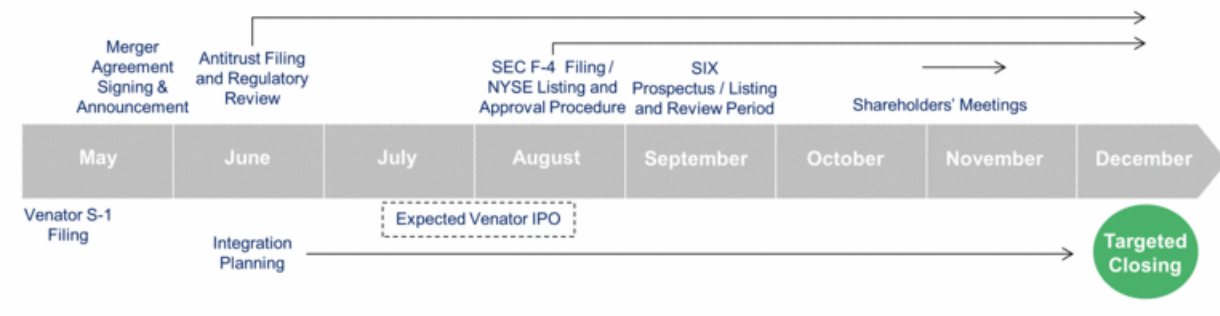 Merger
Agreement
Signing &
Announcement
Antitrust Filing
and Regulatory
Review
SEC F-4 Filing /
NYSE Listing and
Approval Procedure
SIX
Prospectus / Listing
and Review Period
Shareholders' Meetings
May
June
July
August
September
October
November
December
Venator S-1
Filing
Expected Venator IPO
Integration
Planning
Targeted
Closing